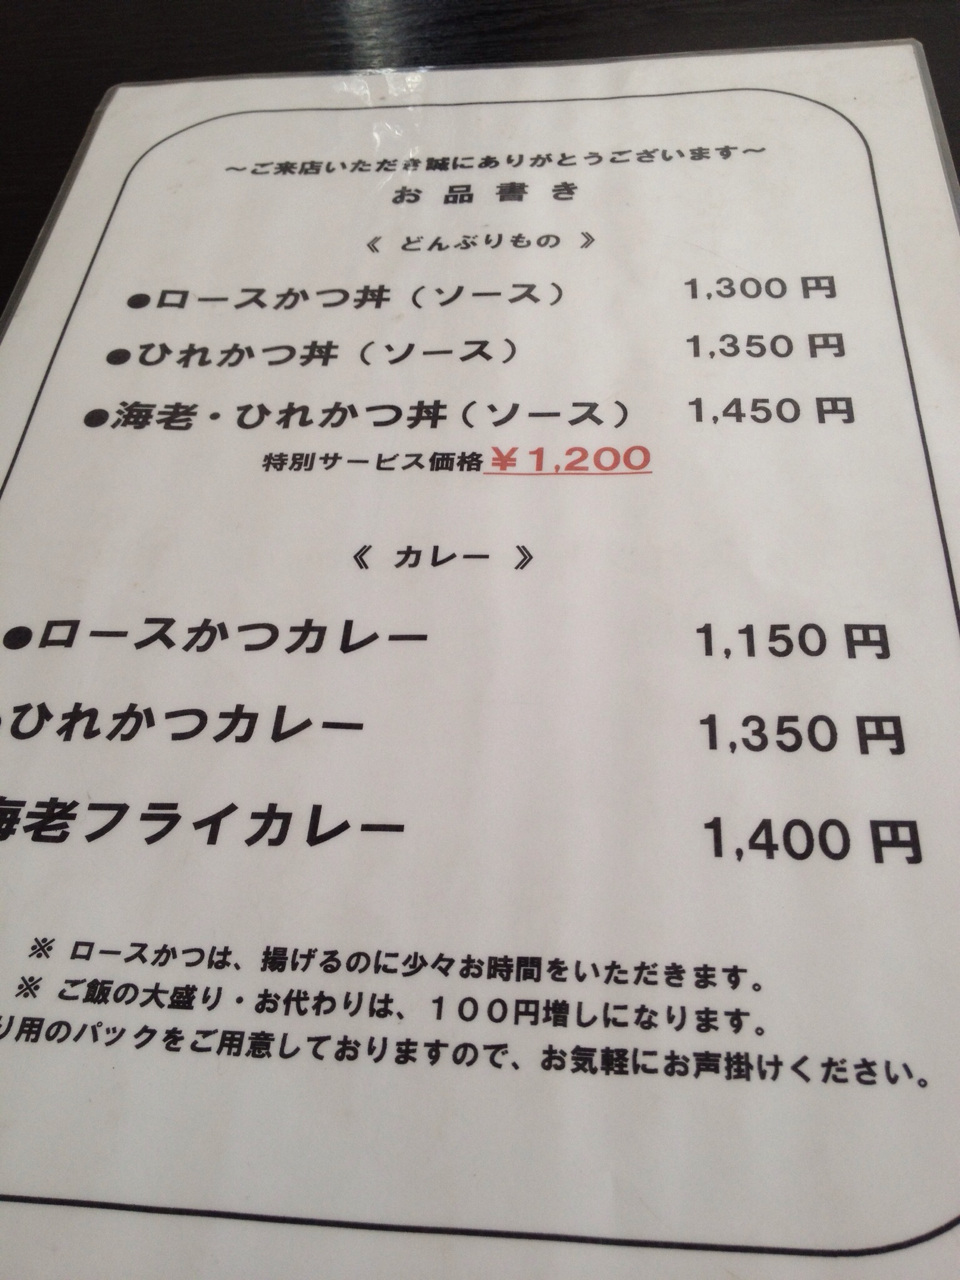 ～ご来店いただき誠にありがとうございます～
お品書き
《 どんぶりもの 》
●ロースかつ丼（ソース） 1,300 円
●ひれかつ丼（ソース） 1,350 円
●海老・ひれかつ丼（ソース） 1,450 円
特別サービス価格￥1,200
《 カレー 》
●ロースかつカレー 1,150 円
●ひれかつカレー 1,350 円
海老フライカレー 1,400 円
※ ロースかつは、揚げるのに少々お時間をいただきます。
※ ご飯の大盛り・お代わりは、１００円増しになります。
り用のパックをご用意しておりますので、お気軽にお声掛けください。